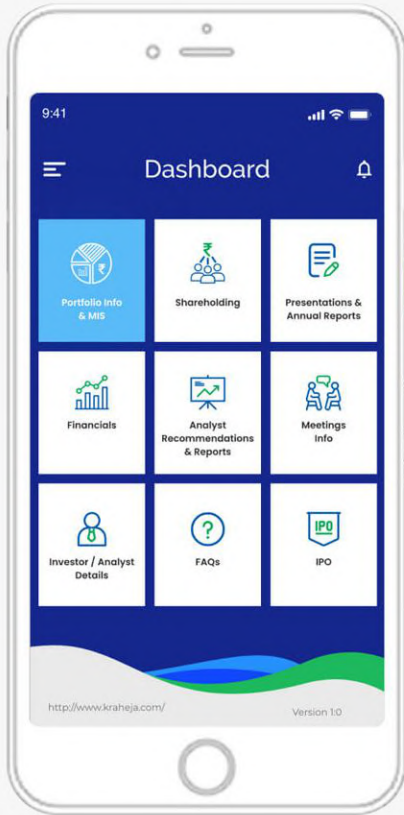 9:41
Dashboard
₹
₹
Portfolio Info
& MIS
Shareholding
Presentations &
Annual Reports
Financials
Analyst
Recommendations
& Reports
Meetings
Info
?
IPO
Investor / Analyst
Details
FAQs
IPO
http://www.kraheja.com/
Version 1:0